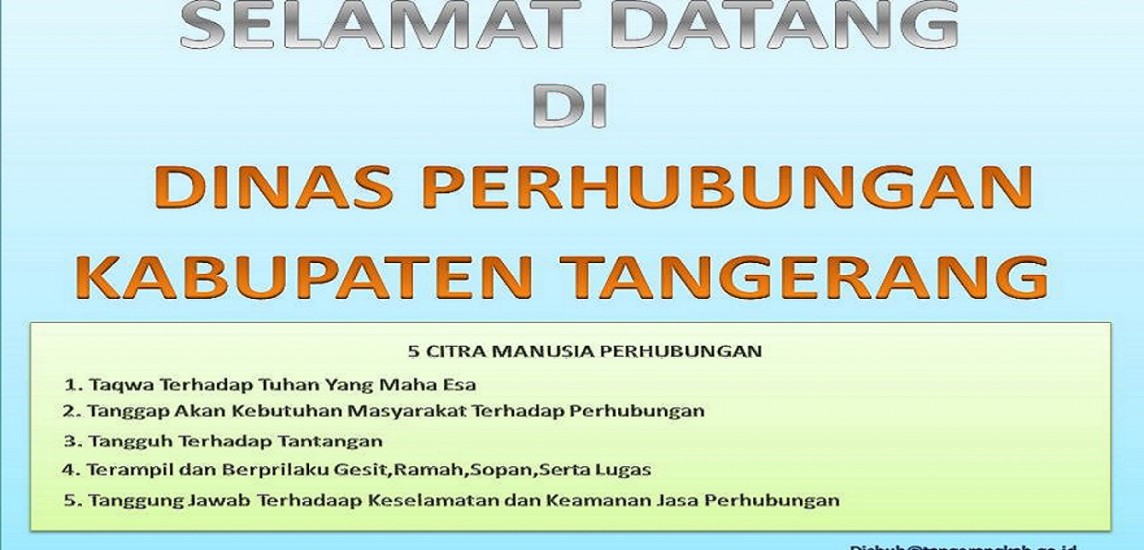 SELAMAT DATANG
DI
DINAS PERHUBUNGAN
KABUPATEN TANGERANG
5 CITRA MANUSIA PERHUBUNGAN
1. Taqwa Terhadap Tuhan Yang Maha Esa
2. Tanggap Akan Kebutuhan Masyarakat Terhadap Perhubungan
3. Tangguh Terhadap Tantangan
4. Terampil dan Berprilaku Gesit,Ramah,Sopan,Serta Lugas
5. Tanggung Jawab Terhadaap Keselamatan dan Keamanan Jasa Perhubungan